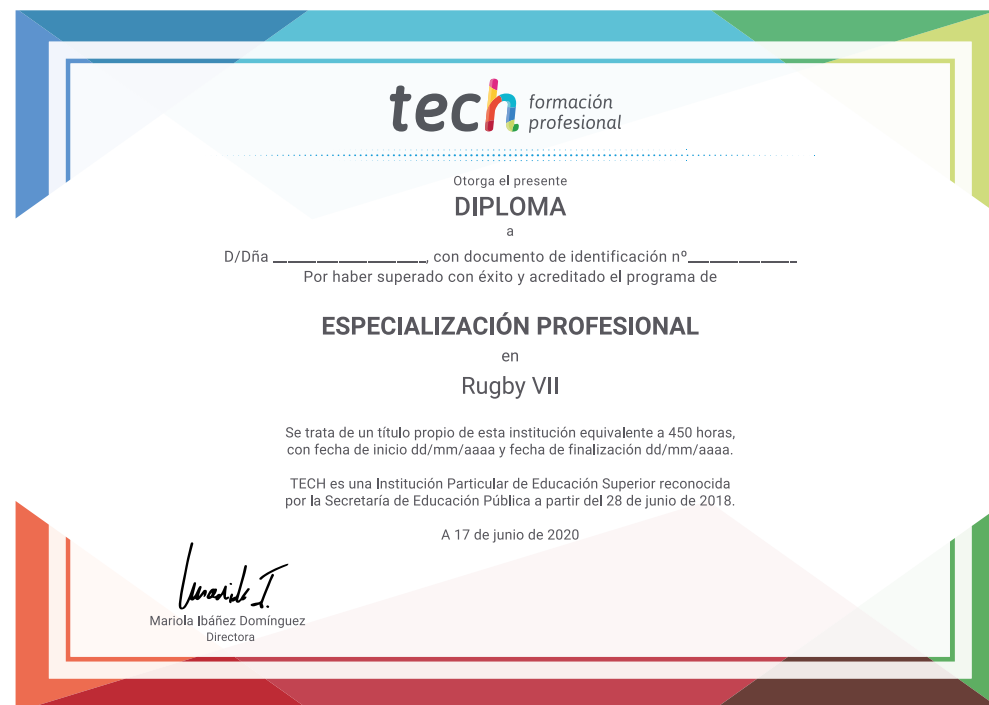 tech formación
profesional
Otorga el presente
DIPLOMA
a
D/Dña ____________________, con documento de identificación nº______________
Por haber superado con éxito y acreditado el programa de
ESPECIALIZACIÓN PROFESIONAL
en
Rugby VII
Se trata de un título propio de esta institución equivalente a 450 horas,
con fecha de inicio dd/mm/aaaa y fecha de finalización dd/mm/aaaa.
TECH es una Institución Particular de Educación Superior reconocida
por la Secretaría de Educación Pública a partir del 28 de junio de 2018.
A 17 de junio de 2020
Mariola Ibáñez Domínguez
Directora